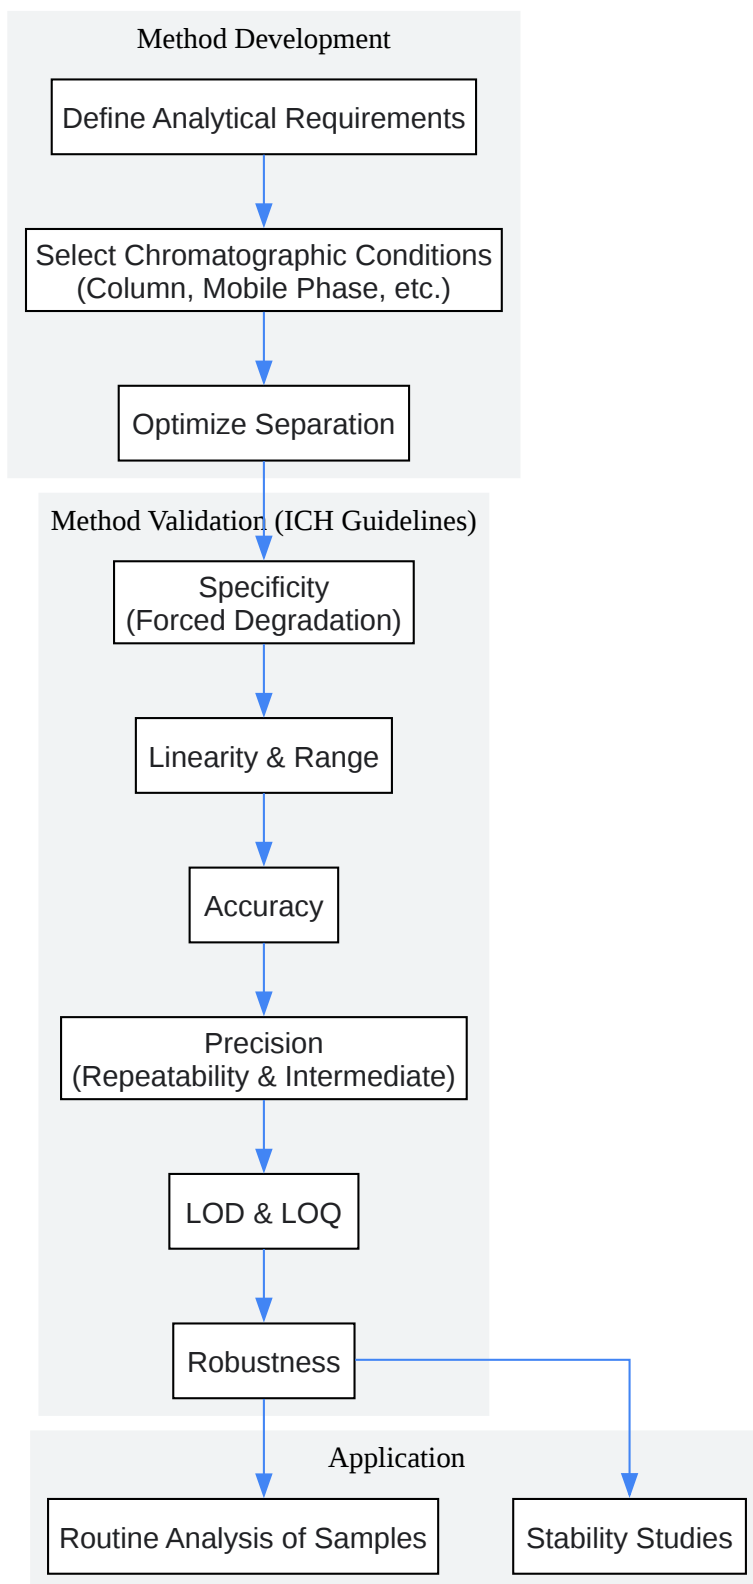 Method Development
Define Analytical Requirements
Select Chromatographic Conditions
(Column, Mobile Phase, etc.)
Optimize Separation
Method Validation (ICH Guidelines)
Specificity
(Forced Degradation)
Linearity & Range
Accuracy
Precision
(Repeatability & Intermediate)
LOD & LOQ
Robustness
Application
Routine Analysis of Samples
Stability Studies